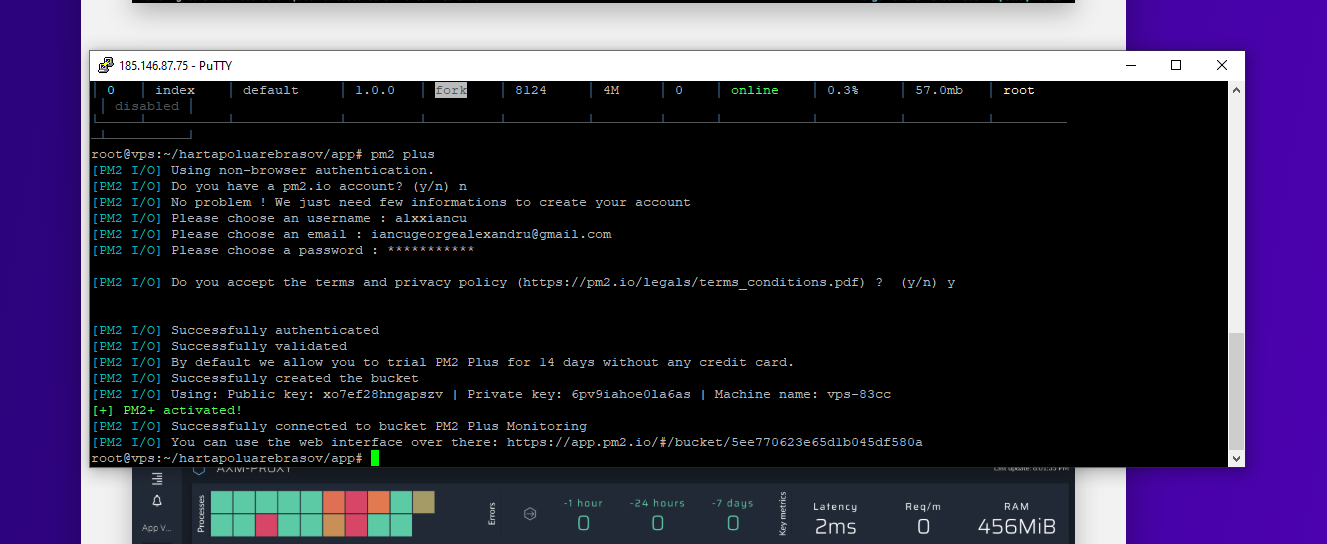 185.146.87.75 - PuTTY
0 index default 1.0.0 fork 8124 4M 0 online 0.3% 57.0mb root
disabled
root@vps:~/hartapoluarebrasov/app# pm2 plus
[PM2 I/O] Using non-browser authentication.
[PM2 I/O] Do you have a pm2.io account? (y/n) n
[PM2 I/O] No problem ! We just need few informations to create your account
[PM2 I/O] Please choose an username : alxxiancu
[PM2 I/O] Please choose an email : iancugeorgealexandru@gmail.com
[PM2 I/O] Please choose a password : ***********
[PM2 I/O] Do you accept the terms and privacy policy (https://pm2.io/legals/terms_conditions.pdf) ?  (y/n) y
[PM2 I/O] Successfully authenticated
[PM2 I/O] Successfully validated
[PM2 I/O] By default we allow you to trial PM2 Plus for 14 days without any credit card.
[PM2 I/O] Successfully created the bucket
[PM2 I/O] Using: Public key: xo7ef28hngapszv | Private key: 6pv9iahoe0la6as | Machine name: vps-83cc
[+] PM2+ activated!
[PM2 I/O] Successfully connected to bucket PM2 Plus Monitoring
[PM2 I/O] You can use the web interface over there: https://app.pm2.io/#/bucket/5ee770623e65d1b045df580a
root@vps:~/hartapoluarebrasov/app#
AXM-PROXY
Last update: 6:01:55 PM
App V...
Processes
Errors
-1 hour -24 hours -7 days
0 0 0
Key metrics
Latency Req/m RAM
2ms 0 456MiB